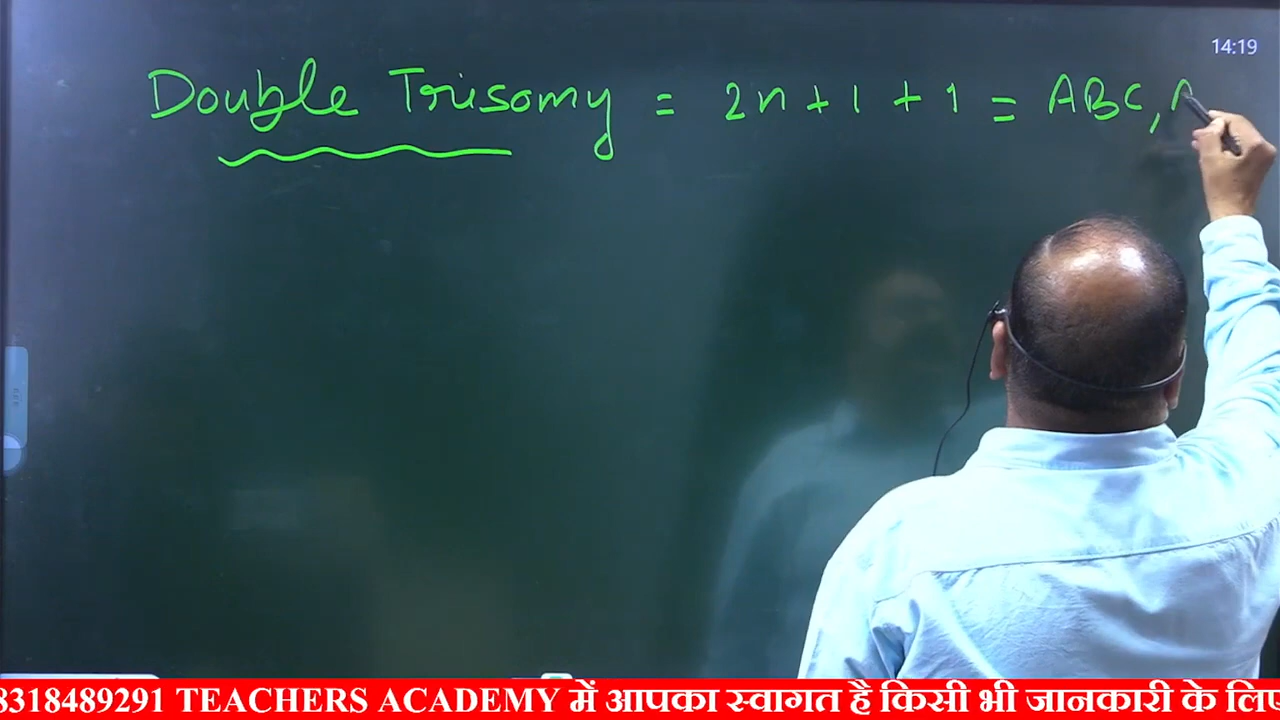 14:19
Double Trisomy = 2n + 1 + 1 = ABC, A
8318489291 TEACHERS ACADEMY में आपका स्वागत है किसी भी जानकारी के लिए